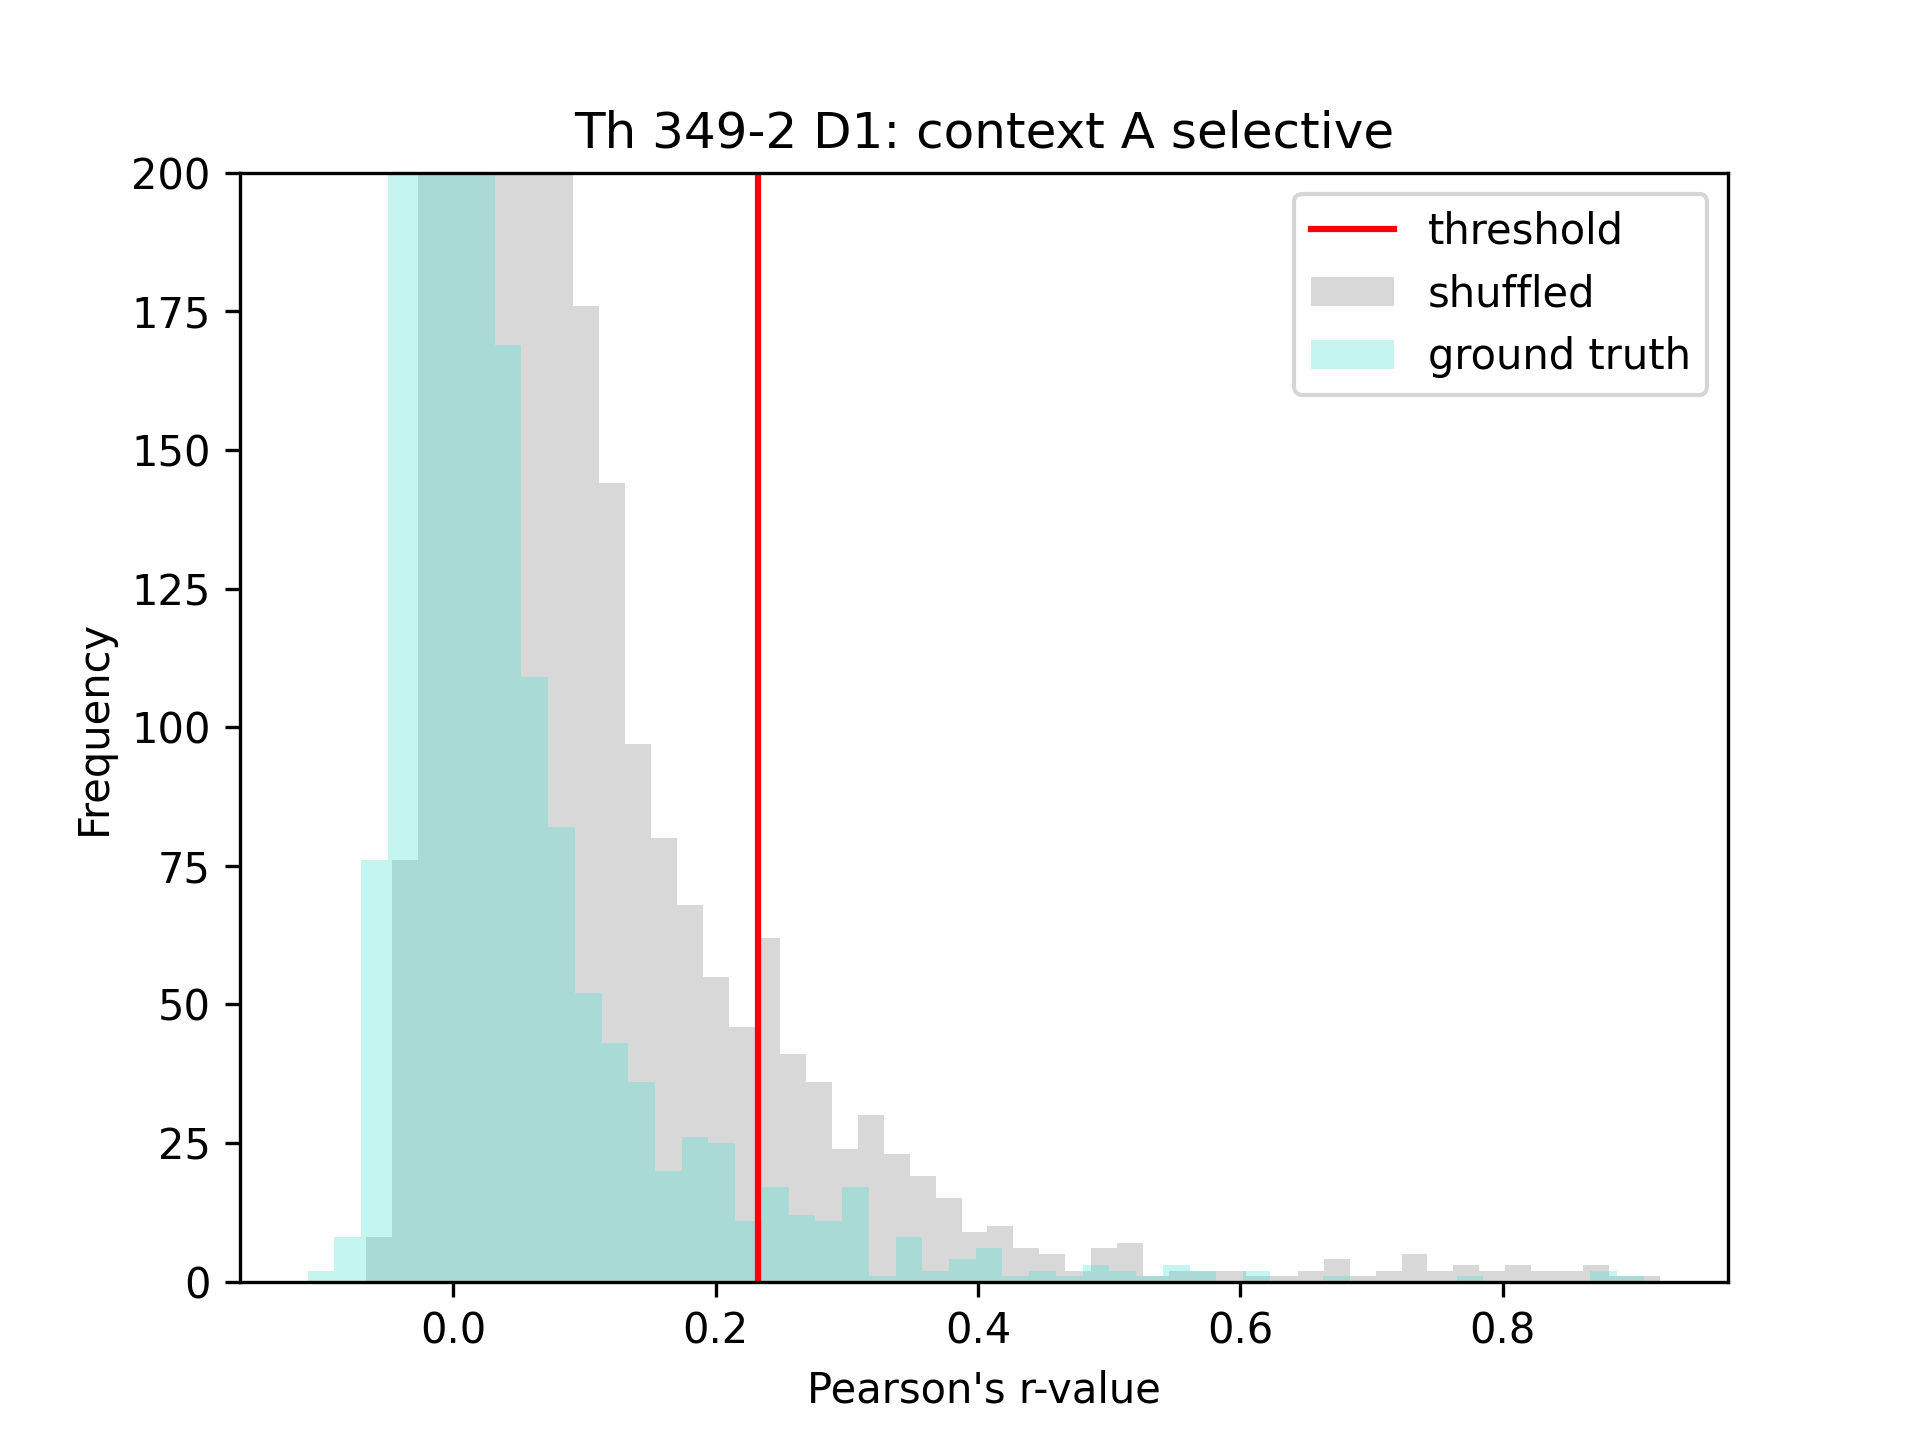 Th 349-2 D1: context A selective
200
175
150
125
100
75
50
25
0
Frequency
threshold
shuffled
ground truth
0.0 0.2 0.4 0.6 0.8
Pearson's r-value